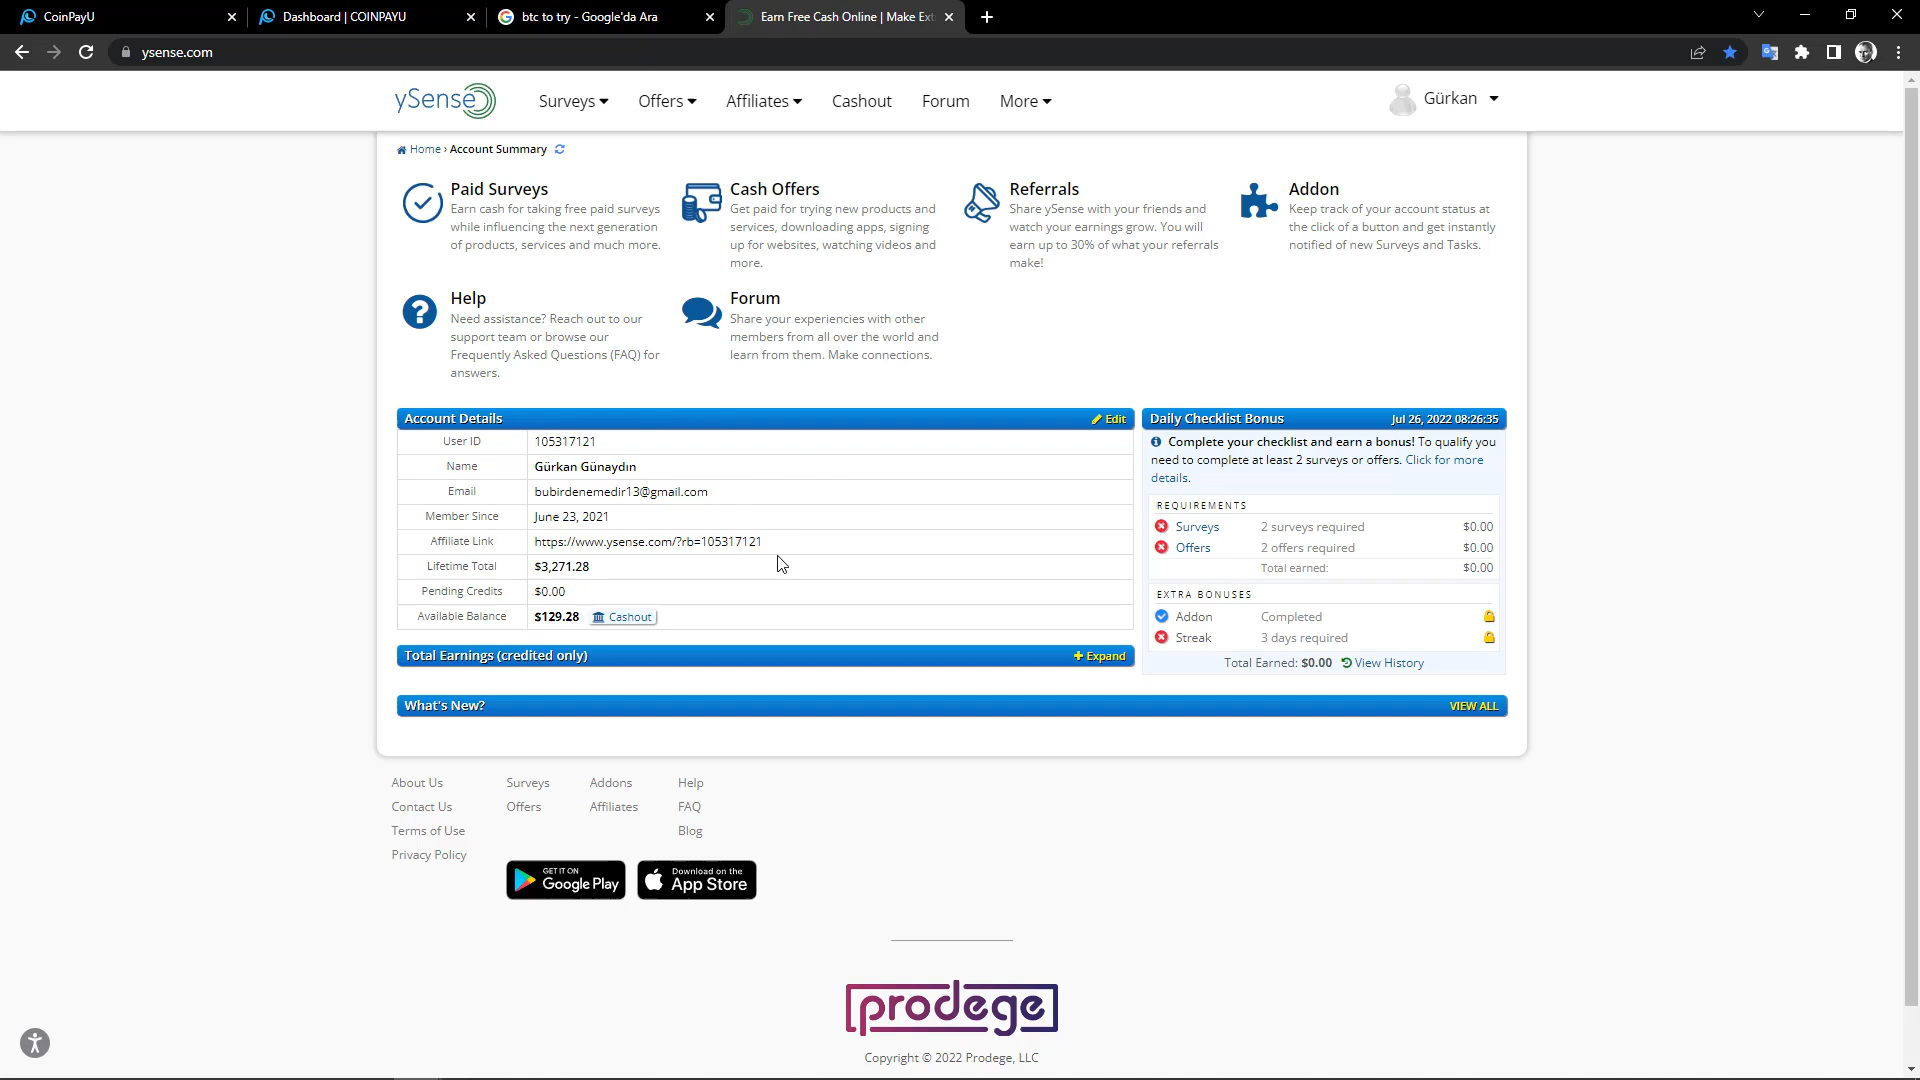 CoinPayU
Dashboard | COINPAYU
btc to try - Google'da Ara
Earn Free Cash Online | Make Ext
ysense.com
ySense
Surveys
Offers
Affiliates
Cashout
Forum
More
Gürkan
Home › Account Summary
Paid Surveys
Earn cash for taking free paid surveys
while influencing the next generation
of products, services and much more.
Cash Offers
Get paid for trying new products and
services, downloading apps, signing
up for websites, watching videos and
more.
Referrals
Share ySense with your friends and
watch your earnings grow. You will
earn up to 30% of what your referrals
make!
Addon
Keep track of your account status at
the click of a button and get instantly
notified of new Surveys and Tasks.
Help
Need assistance? Reach out to our
support team or browse our
Frequently Asked Questions (FAQ) for
answers.
Forum
Share your experiencies with other
members from all over the world and
learn from them. Make connections.
Account Details
Edit
User ID 105317121
Name Gürkan Günaydın
Email bubirdenemedir13@gmail.com
Member Since June 23, 2021
Affiliate Link https://www.ysense.com/?rb=105317121
Lifetime Total $3,271.28
Pending Credits $0.00
Available Balance $129.28 Cashout
Total Earnings (credited only)
Expand
Daily Checklist Bonus
Jul 26, 2022 08:26:35
Complete your checklist and earn a bonus! To qualify you
need to complete at least 2 surveys or offers. Click for more
details.
REQUIREMENTS
Surveys 2 surveys required $0.00
Offers 2 offers required $0.00
Total earned: $0.00
EXTRA BONUSES
Addon Completed
Streak 3 days required
Total Earned: $0.00 View History
What's New?
VIEW ALL
About Us
Contact Us
Terms of Use
Privacy Policy
Surveys
Offers
Addons
Affiliates
Help
FAQ
Blog
GET IT ON
Google Play
Download on the
App Store
prodege
Copyright © 2022 Prodege, LLC